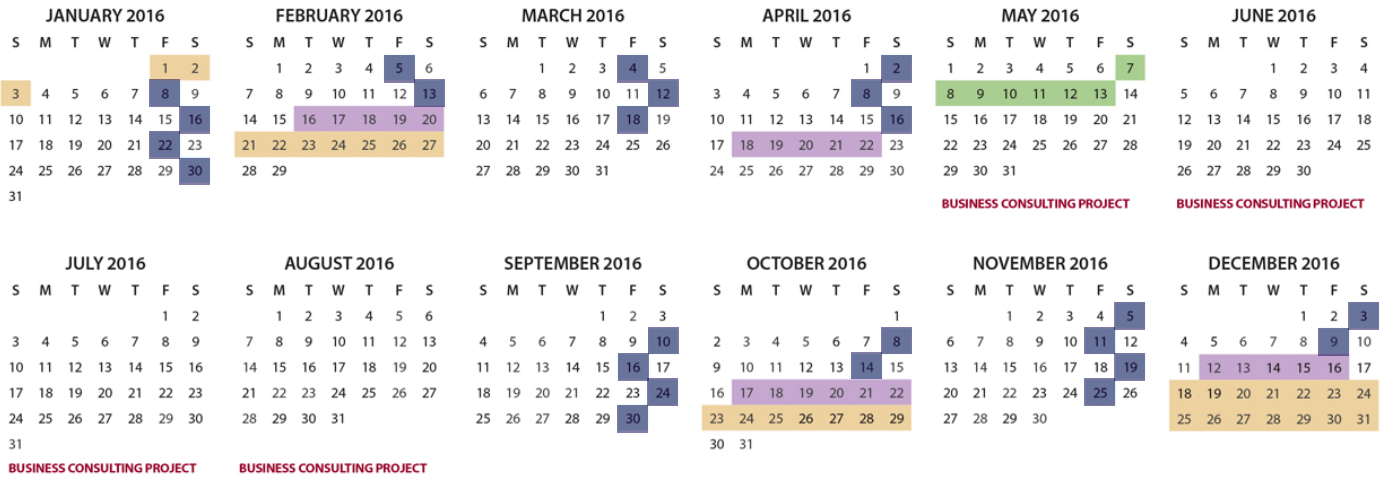 JANUARY 2016 FEBRUARY 2016 MARCH 2016 APRIL 2016 MAY 2016 JUNE 2016
S M T W T F S S M T W T F S S M T W T F S S M T W T F S S M T W T F S S M T W T F S
1 2 1 2 3 4 5 6 1 2 3 4 5 1 2 1 2 3 4 5 6 7 1 2 3 4
3 4 5 6 7 8 9 7 8 9 10 11 12 13 6 7 8 9 10 11 12 3 4 5 6 7 8 9 8 9 10 11 12 13 14 5 6 7 8 9 10 11
10 11 12 13 14 15 16 14 15 16 17 18 19 20 13 14 15 16 17 18 19 10 11 12 13 14 15 16 15 16 17 18 19 20 21 12 13 14 15 16 17 18
17 18 19 20 21 22 23 21 22 23 24 25 26 27 20 21 22 23 24 25 26 17 18 19 20 21 22 23 22 23 24 25 26 27 28 19 20 21 22 23 24 25
24 25 26 27 28 29 30 28 29 27 28 29 30 31 24 25 26 27 28 29 30 29 30 31 26 27 28 29 30
31
BUSINESS CONSULTING PROJECT BUSINESS CONSULTING PROJECT
JULY 2016 AUGUST 2016 SEPTEMBER 2016 OCTOBER 2016 NOVEMBER 2016 DECEMBER 2016
S M T W T F S S M T W T F S S M T W T F S S M T W T F S S M T W T F S S M T W T F S
1 2 1 2 3 4 5 6 1 2 3 1 1 2 3 4 5 1 2 3
3 4 5 6 7 8 9 7 8 9 10 11 12 13 4 5 6 7 8 9 10 2 3 4 5 6 7 8 6 7 8 9 10 11 12 4 5 6 7 8 9 10
10 11 12 13 14 15 16 14 15 16 17 18 19 20 11 12 13 14 15 16 17 9 10 11 12 13 14 15 13 14 15 16 17 18 19 11 12 13 14 15 16 17
17 18 19 20 21 22 23 21 22 23 24 25 26 27 18 19 20 21 22 23 24 16 17 18 19 20 21 22 20 21 22 23 24 25 26 18 19 20 21 22 23 24
24 25 26 27 28 29 30 28 29 30 31 25 26 27 28 29 30 23 24 25 26 27 28 29 27 28 29 30 25 26 27 28 29 30 31
31 30 31
BUSINESS CONSULTING PROJECT BUSINESS CONSULTING PROJECT